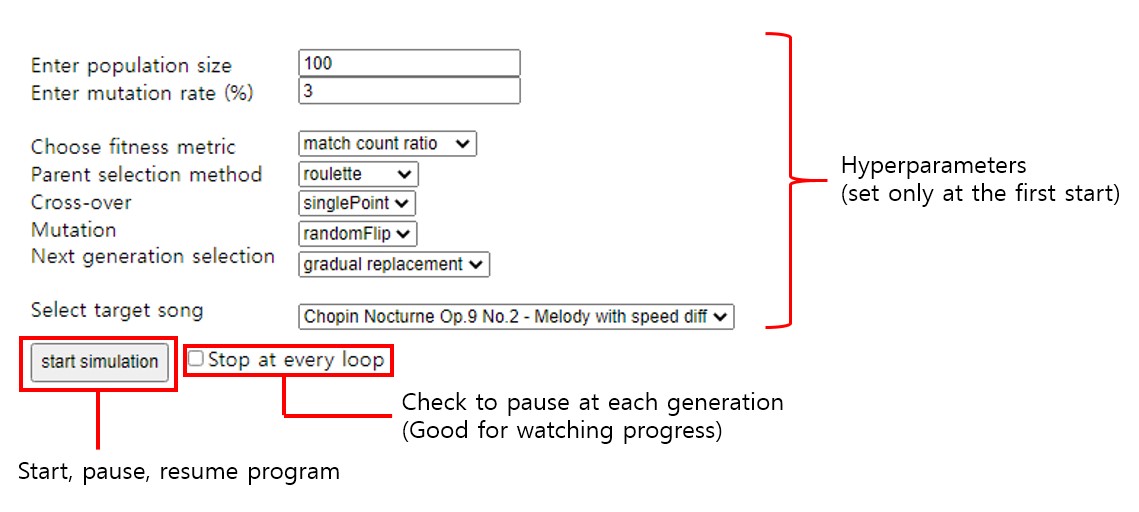 Enter population size 100
Enter mutation rate (%) 3
Choose fitness metric match count ratio
Parent selection method roulette
Cross-over singlePoint
Mutation randomFlip
Next generation selection gradual replacement
Select target song Chopin Nocturne Op.9 No.2 - Melody with speed diff
Hyperparameters
(set only at the first start)
start simulation Stop at every loop
Check to pause at each generation
(Good for watching progress)
Start, pause, resume program